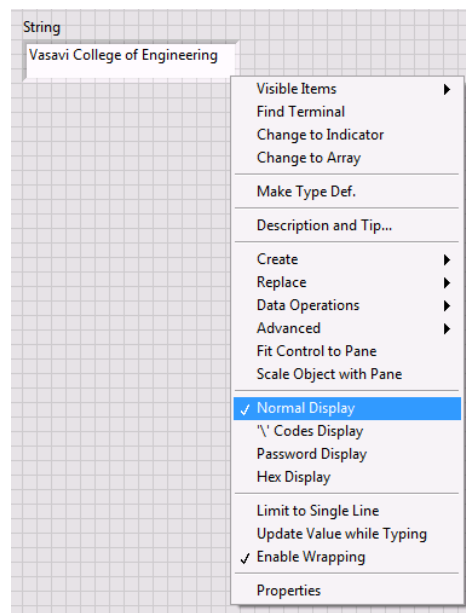 String
Vasavi College of Engineering
Visible Items
Find Terminal
Change to Indicator
Change to Array
Make Type Def.
Description and Tip...
Create
Replace
Data Operations
Advanced
Fit Control to Pane
Scale Object with Pane
Normal Display
'\' Codes Display
Password Display
Hex Display
Limit to Single Line
Update Value while Typing
Enable Wrapping
Properties